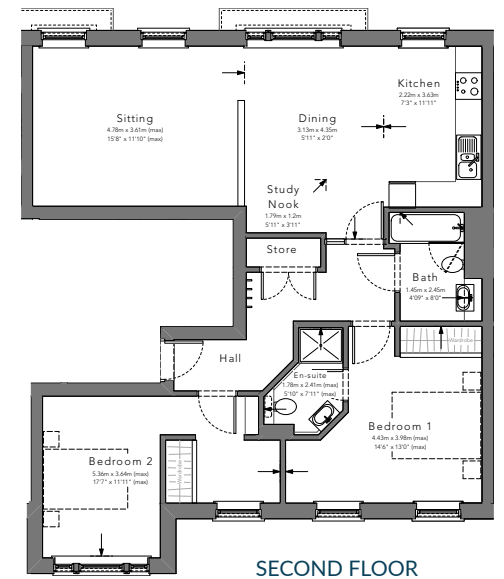 Kitchen
2.22m x 3.63m
7'3" x 11'11"
Sitting
4.78m x 3.61m (max)
15'8" x 11'10" (max)
Dining
3.13m x 4.35m
5'11" x 2'0"
Study
Nook
1.79m x 1.2m
5'11" x 3'11"
Store
Bath
1.45m x 2.45m
4'09" x 8'0"
Wardrobe
Hall
En-suite
1.78m x 2.41m (max)
5'10" x 7'11" (max)
Bedroom 1
4.43m x 3.98m (max)
14'6" x 13'0" (max)
Bedroom 2
5.36m x 3.64m (max)
17'7" x 11'11" (max)
Wardrobe
SECOND FLOOR